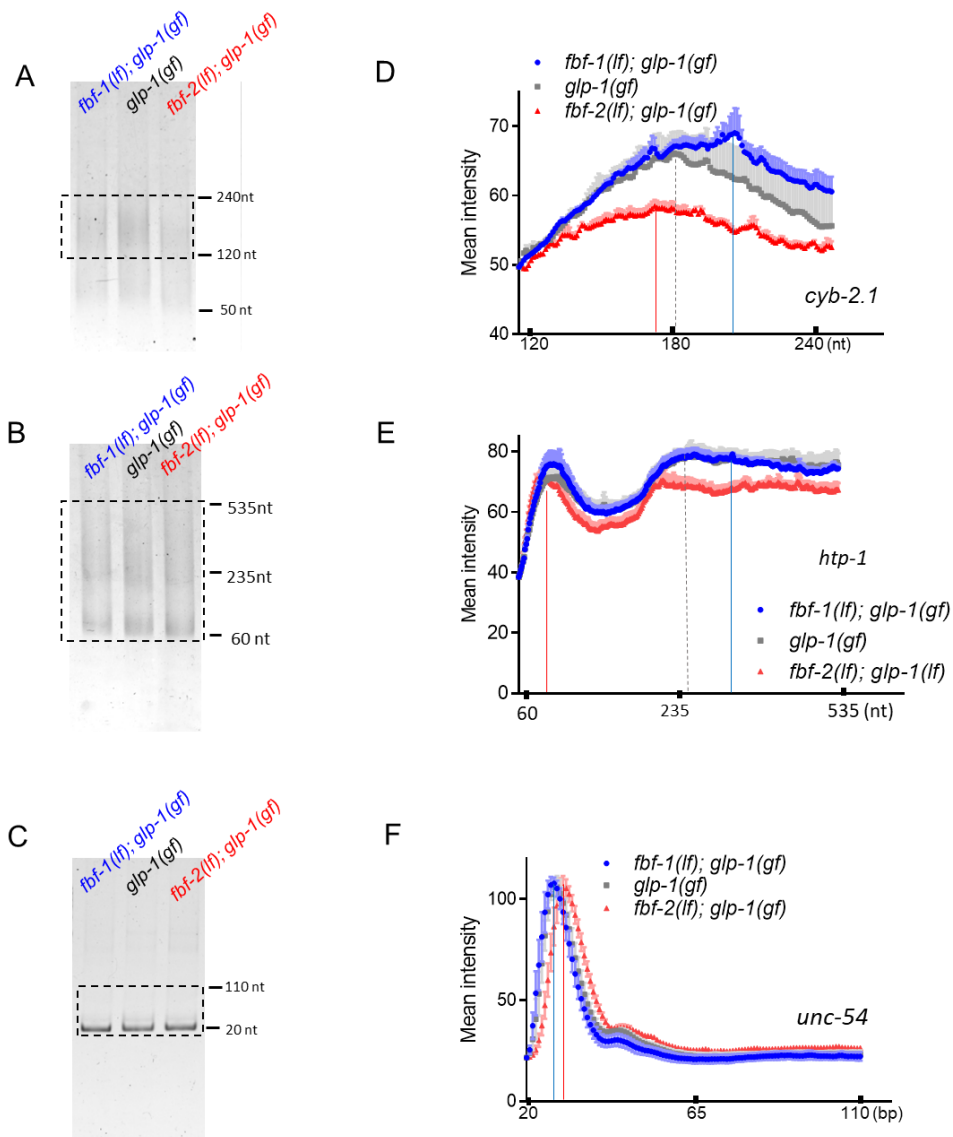 A
fbf-1(lf); glp-1(gf)
glp-1(gf)
fbf-2(lf); glp-1(gf)
240nt
120 nt
50 nt
D
fbf-1(lf); glp-1(gf)
glp-1(gf)
fbf-2(lf); glp-1(gf)
Mean intensity
70
60
50
40
120
180
240 (nt)
cyb-2.1
B
fbf-1(lf); glp-1(gf)
glp-1(gf)
fbf-2(lf); glp-1(gf)
535nt
235nt
60 nt
E
Mean intensity
80
60
40
20
0
60
235
535 (nt)
htp-1
fbf-1(lf); glp-1(gf)
glp-1(gf)
fbf-2(lf); glp-1(lf)
C
fbf-1(lf); glp-1(gf)
glp-1(gf)
fbf-2(lf); glp-1(gf)
110 nt
20 nt
F
fbf-1(lf); glp-1(gf)
glp-1(gf)
fbf-2(lf); glp-1(gf)
Mean intensity
100
50
0
20
65
110 (bp)
unc-54